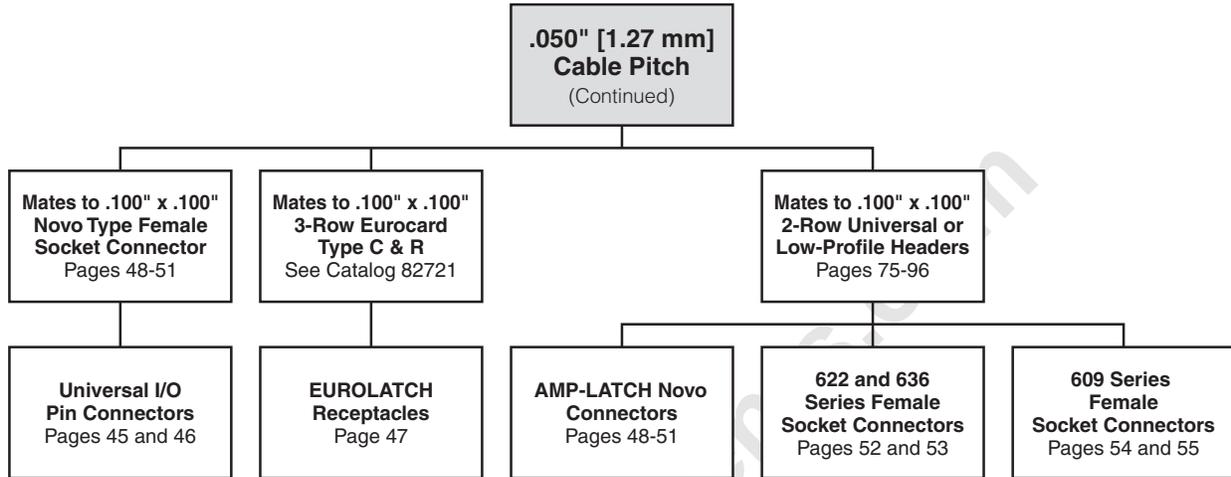 .050" [1.27 mm]
Cable Pitch
(Continued)
Mates to .100" x .100"
Novo Type Female
Socket Connector
Pages 48-51
Mates to .100" x .100"
3-Row Eurocard
Type C & R
See Catalog 82721
Mates to .100" x .100"
2-Row Universal or
Low-Profile Headers
Pages 75-96
Universal I/O
Pin Connectors
Pages 45 and 46
EUROLATCH
Receptacles
Page 47
AMP-LATCH Novo
Connectors
Pages 48-51
622 and 636
Series Female
Socket Connectors
Pages 52 and 53
609 Series
Female
Socket Connectors
Pages 54 and 55